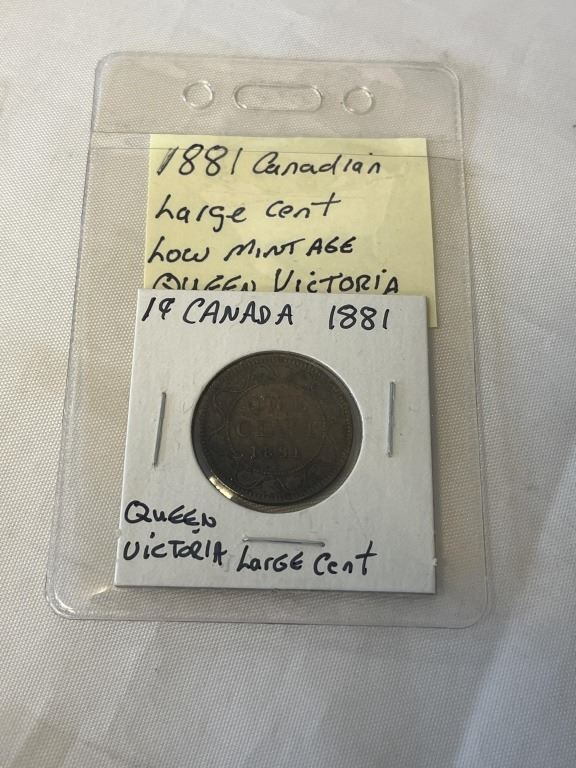 1881 Canadian
Large Cent
Low MINTAGE
QUEEN VICTORIA
1¢ CANADA 1881
ONE
CENT
1881
QUEEN
VICTORIA LARGE Cent